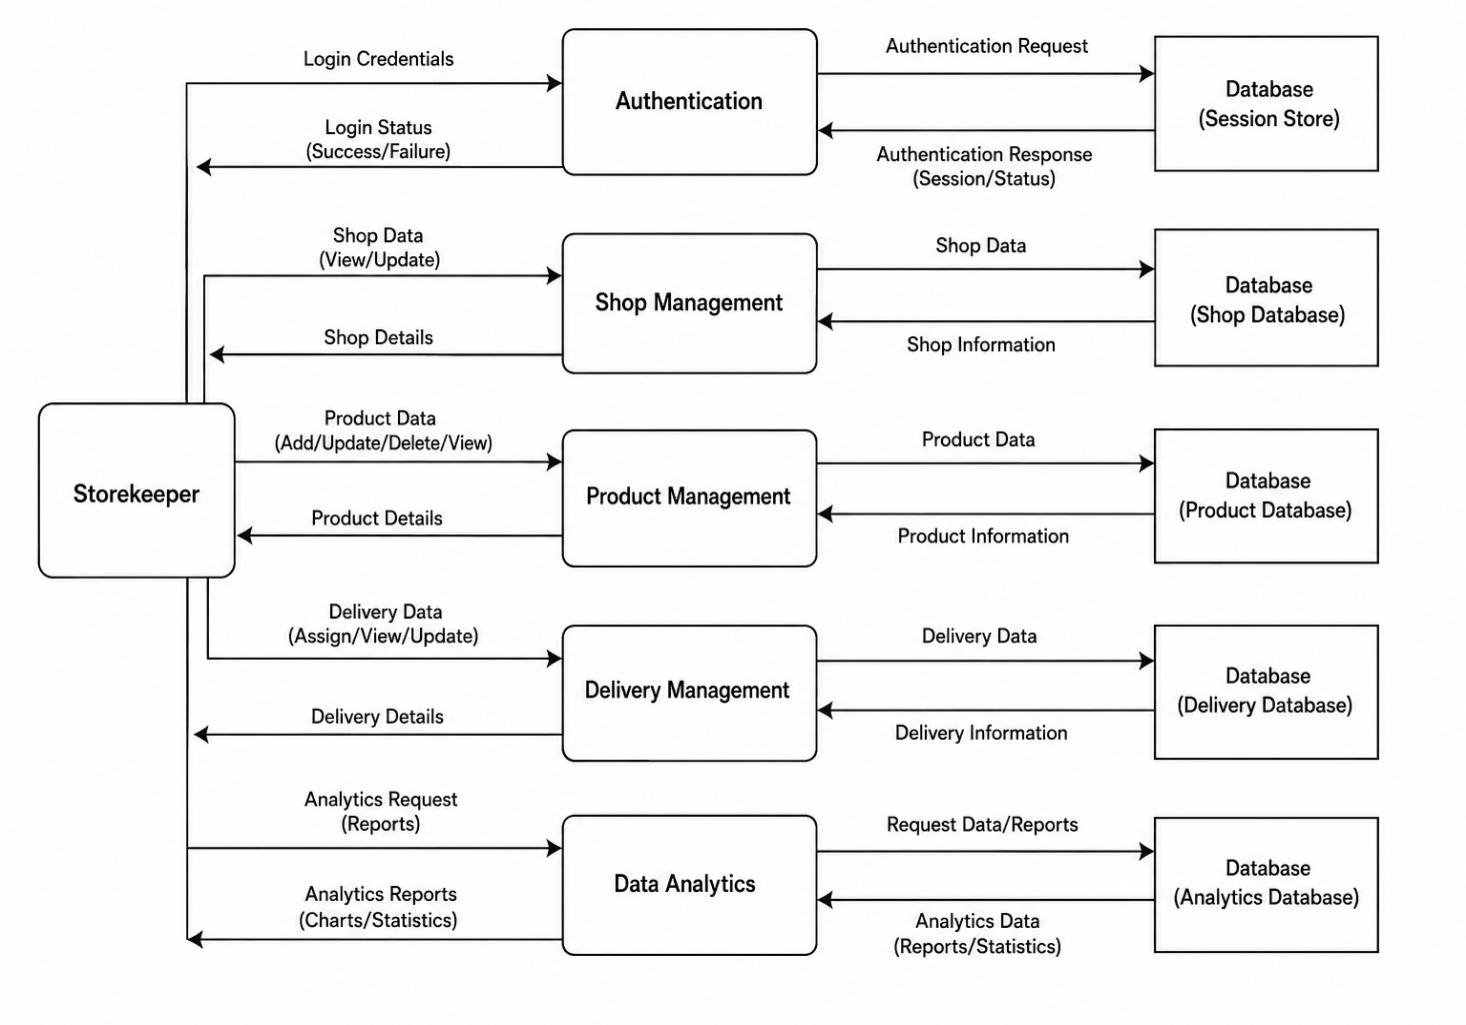 Login Credentials
Authentication
Authentication Request
Database
(Session Store)
Login Status
(Success/Failure)
Authentication Response
(Session/Status)
Shop Data
(View/Update)
Shop Management
Shop Data
Database
(Shop Database)
Shop Details
Shop Information
Storekeeper
Product Data
(Add/Update/Delete/View)
Product Management
Product Data
Database
(Product Database)
Product Details
Product Information
Delivery Data
(Assign/View/Update)
Delivery Management
Delivery Data
Database
(Delivery Database)
Delivery Details
Delivery Information
Analytics Request
(Reports)
Data Analytics
Request Data/Reports
Database
(Analytics Database)
Analytics Reports
(Charts/Statistics)
Analytics Data
(Reports/Statistics)